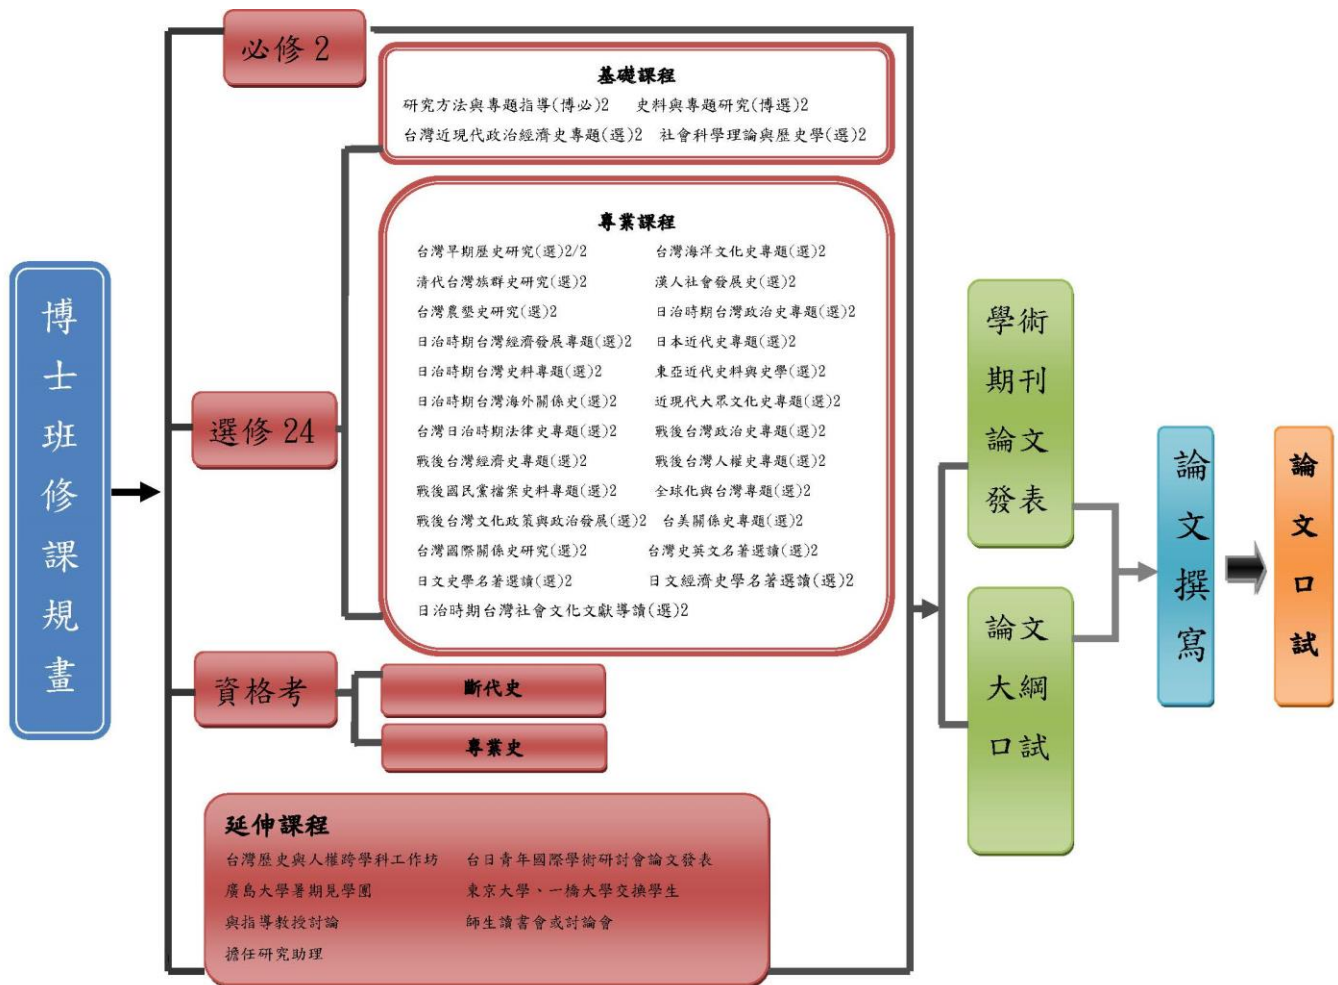 博士班修課規畫
必修 2
基礎課程
研究方法與專題指導(博必)2 史料與專題研究(博選)2
台灣近現代政治經濟史專題(選)2 社會科學理論與歷史學(選)2
選修 24
專業課程
台灣早期歷史研究(選)2/2 台灣海洋文化史專題(選)2
清代台灣族群史研究(選)2 漢人社會發展史(選)2
台灣農墾史研究(選)2 日治時期台灣政治史專題(選)2
日治時期台灣經濟發展專題(選)2 日本近代史專題(選)2
日治時期台灣史料專題(選)2 東亞近代史料與史學(選)2
日治時期台灣海外關係史(選)2 近現代大眾文化史專題(選)2
台灣日治時期法律史專題(選)2 戰後台灣政治史專題(選)2
戰後台灣經濟史專題(選)2 戰後台灣人權史專題(選)2
戰後國民黨檔案史料專題(選)2 全球化與台灣專題(選)2
戰後台灣文化政策與政治發展(選)2 台美關係史專題(選)2
台灣國際關係史研究(選)2 台灣史英文名著選讀(選)2
日文史學名著選讀(選)2 日文經濟史學名著選讀(選)2
日治時期台灣社會文化文獻導讀(選)2
資格考
斷代史
專業史
延伸課程
台灣歷史與人權跨學科工作坊 台日青年國際學術研討會論文發表
廣島大學暑期見學團 東京大學、一橋大學交換學生
與指導教授討論 師生讀書會或討論會
擔任研究助理
學術
期刊
論文
發表
論文
大綱
口試
論文撰寫
論文口試